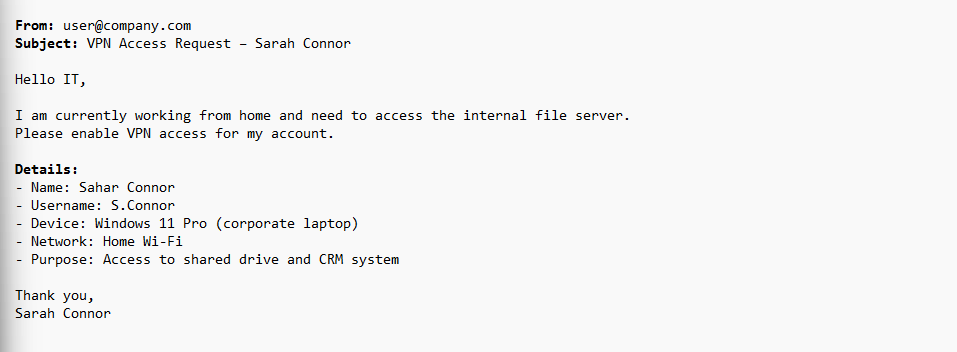 From: user@company.com
Subject: VPN Access Request – Sarah Connor
Hello IT,
I am currently working from home and need to access the internal file server.
Please enable VPN access for my account.
Details:
- Name: Sahar Connor
- Username: S.Connor
- Device: Windows 11 Pro (corporate laptop)
- Network: Home Wi-Fi
- Purpose: Access to shared drive and CRM system
Thank you,
Sarah Connor